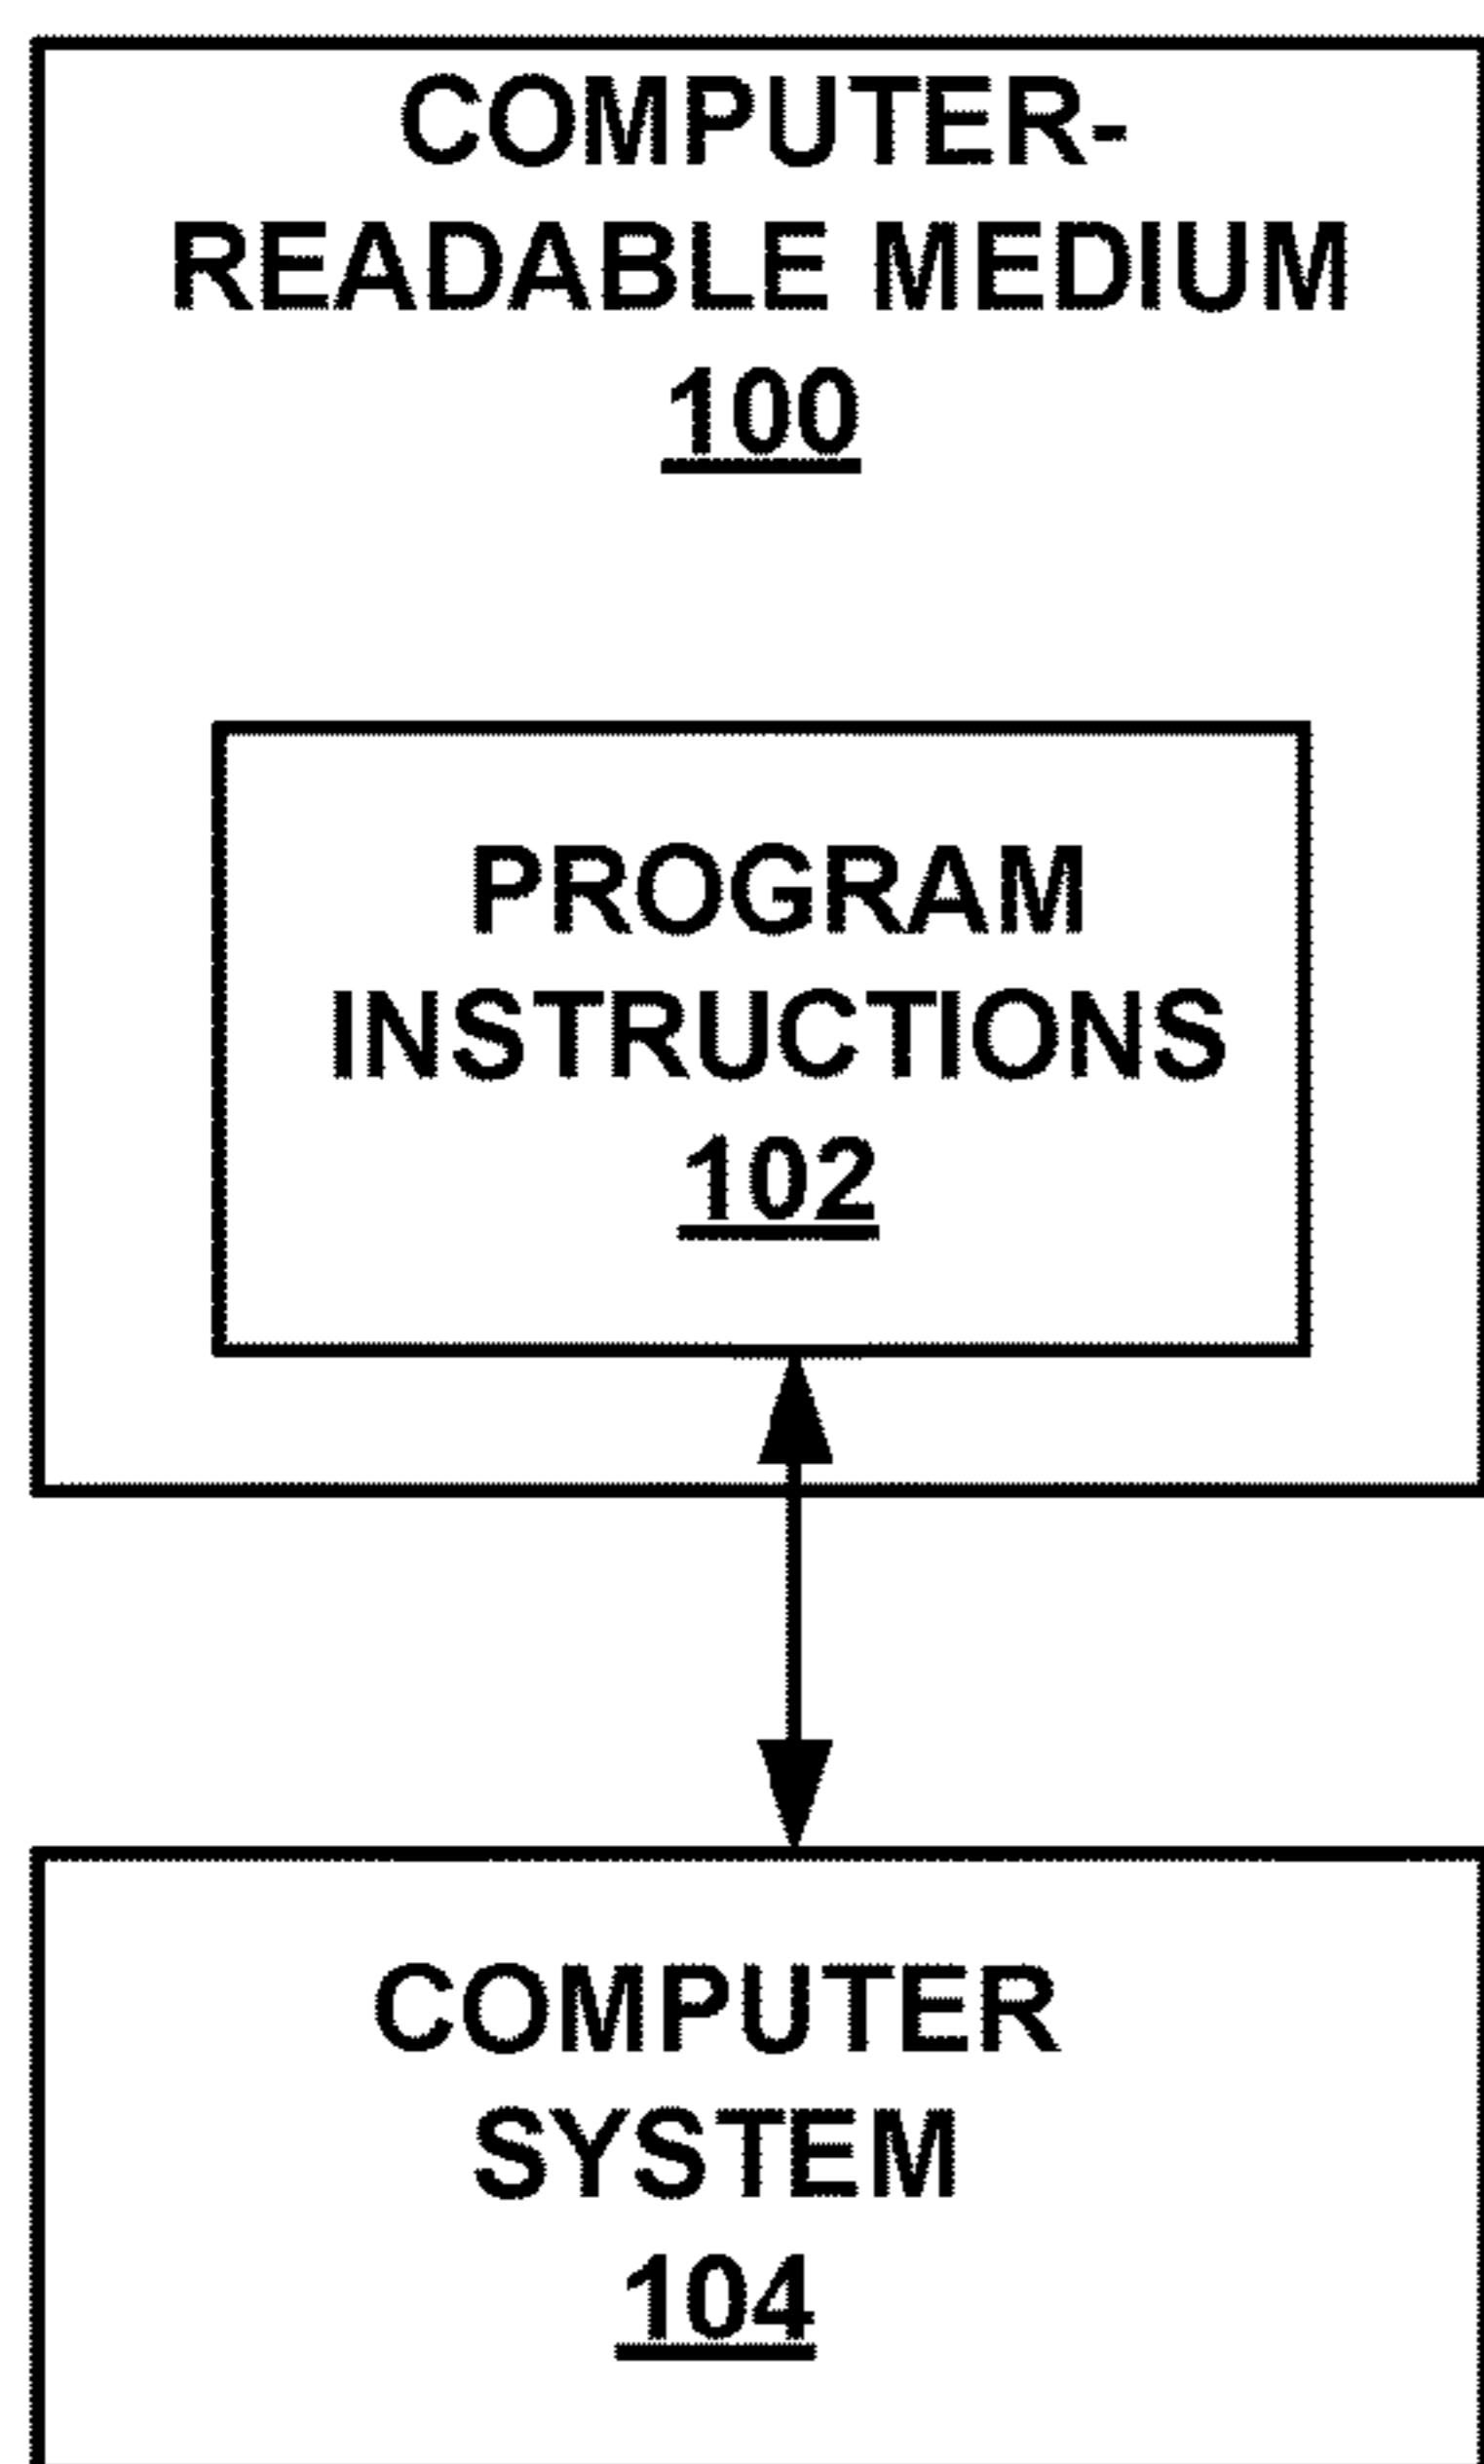 COMPUTER-
READABLE MEDIUM
100
PROGRAM
INSTRUCTIONS
102
COMPUTER
SYSTEM
104